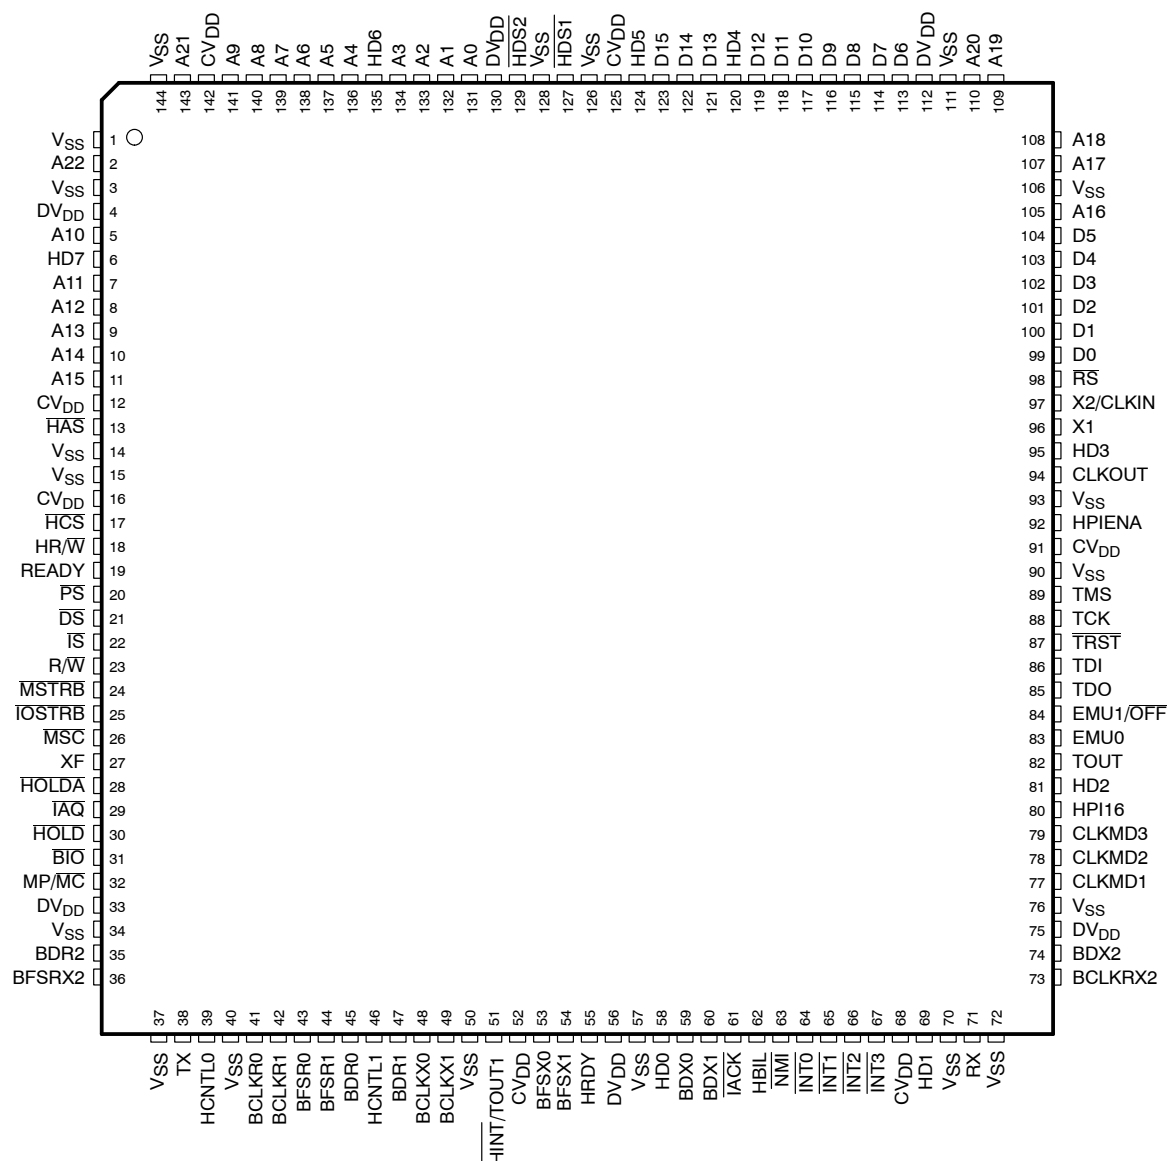 VSS A21 CVDD A9 A8 A7 A6 A5 A4 HD6 A3 A2 A1 A0 DVDD HDS2 VSS HDS1 VSS CVDD HD5 D15 D14 D13 HD4 D12 D11 D10 D9 D8 D7 D6 DVDD VSS A20 A19
144 143 142 141 140 139 138 137 136 135 134 133 132 131 130 129 128 127 126 125 124 123 122 121 120 119 118 117 116 115 114 113 112 111 110 109
VSS 1 108 A18
A22 2 107 A17
VSS 3 106 VSS
DVDD 4 105 A16
A10 5 104 D5
HD7 6 103 D4
A11 7 102 D3
A12 8 101 D2
A13 9 100 D1
A14 10 99 D0
A15 11 98 RS
CVDD 12 97 X2/CLKIN
HAS 13 96 X1
VSS 14 95 HD3
VSS 15 94 CLKOUT
CVDD 16 93 VSS
HCS 17 92 HPIENA
HR/W 18 91 CVDD
READY 19 90 VSS
PS 20 89 TMS
DS 21 88 TCK
IS 22 87 TRST
R/W 23 86 TDI
MSTRB 24 85 TDO
IOSTRB 25 84 EMU1/OFF
MSC 26 83 EMU0
XF 27 82 TOUT
HOLDA 28 81 HD2
IAQ 29 80 HPI16
HOLD 30 79 CLKMD3
BIO 31 78 CLKMD2
MP/MC 32 77 CLKMD1
DVDD 33 76 VSS
VSS 34 75 DVDD
BDR2 35 74 BDX2
BFSRX2 36 73 BCLKRX2
37 38 39 40 41 42 43 44 45 46 47 48 49 50 51 52 53 54 55 56 57 58 59 60 61 62 63 64 65 66 67 68 69 70 71 72
VSS TX HCNTL0 VSS BCLKR0 BCLKR1 BFSR0 BFSR1 BDR0 HCNTL1 BDR1 BCLKX0 BCLKX1 VSS HINT/TOUT1 CVDD BFSX0 BFSX1 HRDY DVDD VSS HD0 BDX0 BDX1 IACK HBIL NMI INT0 INT1 INT2 INT3 CVDD HD1 VSS RX VSS